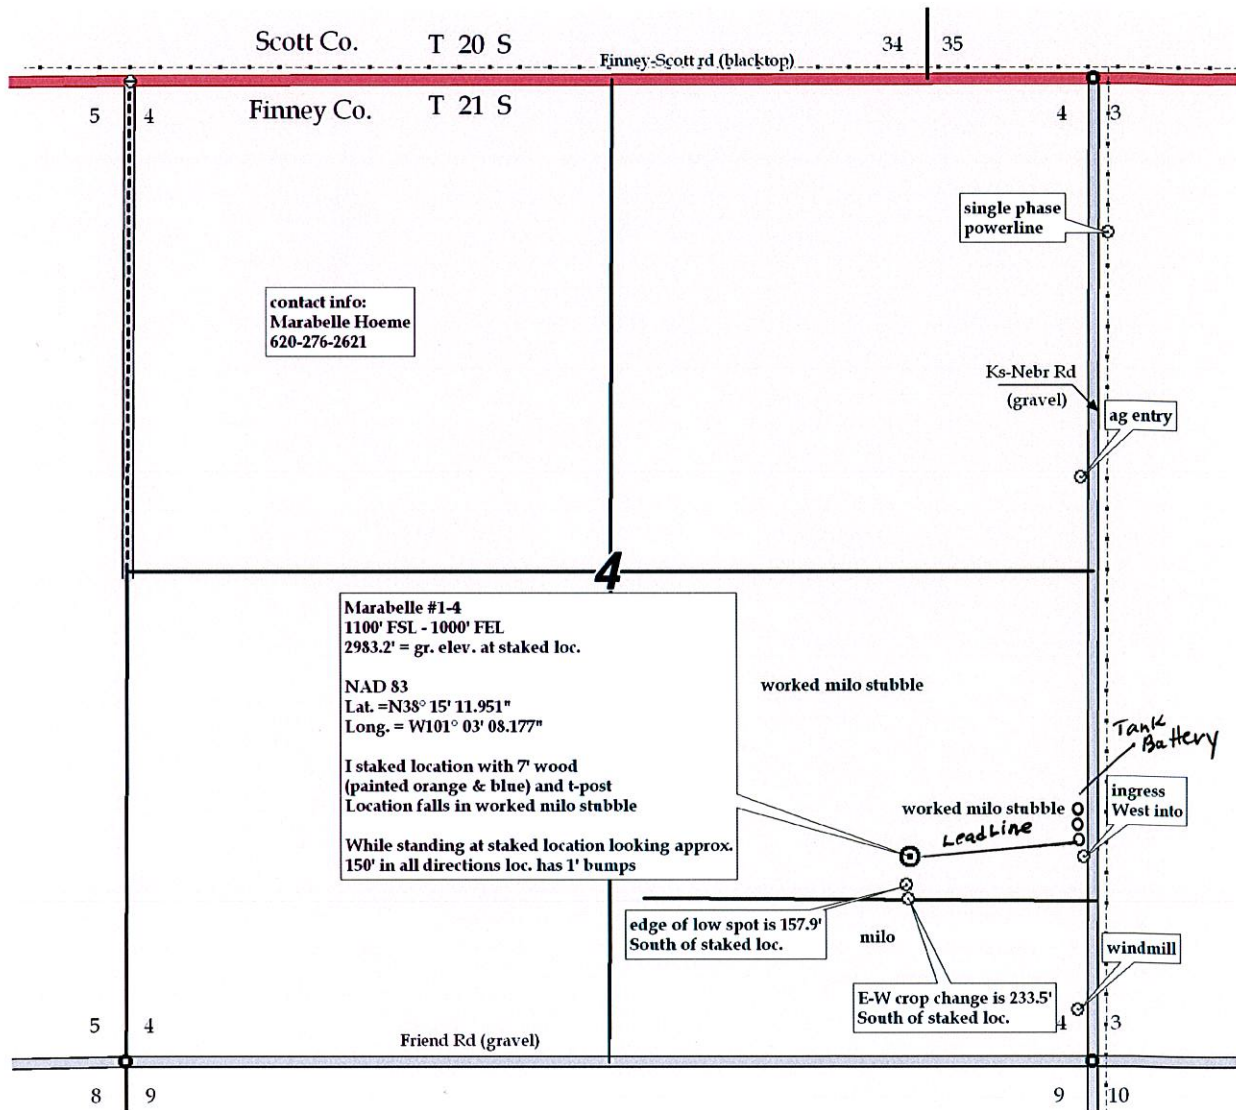 Scott Co. T 20 S
34 35
Finney-Scott rd (blacktop)
5 4
Finney Co. T 21 S
4 3
single phase
powerline
contact info:
Marabelle Hoeme
620-276-2621
Ks-Nebr Rd
(gravel)
ag entry
4
Marabelle #1-4
1100' FSL - 1000' FEL
2983.2' = gr. elev. at staked loc.
NAD 83
Lat. =N38° 15' 11.951"
Long. = W101° 03' 08.177"
I staked location with 7' wood
(painted orange & blue) and t-post
Location falls in worked milo stubble
While standing at staked location looking approx.
150' in all directions loc. has 1' bumps
worked milo stubble
Tank
Battery
ingress
West into
worked milo stubble
Lead Line
edge of low spot is 157.9'
South of staked loc.
milo
windmill
E-W crop change is 233.5'
South of staked loc.
5 4
4 3
Friend Rd (gravel)
8 9
9 10